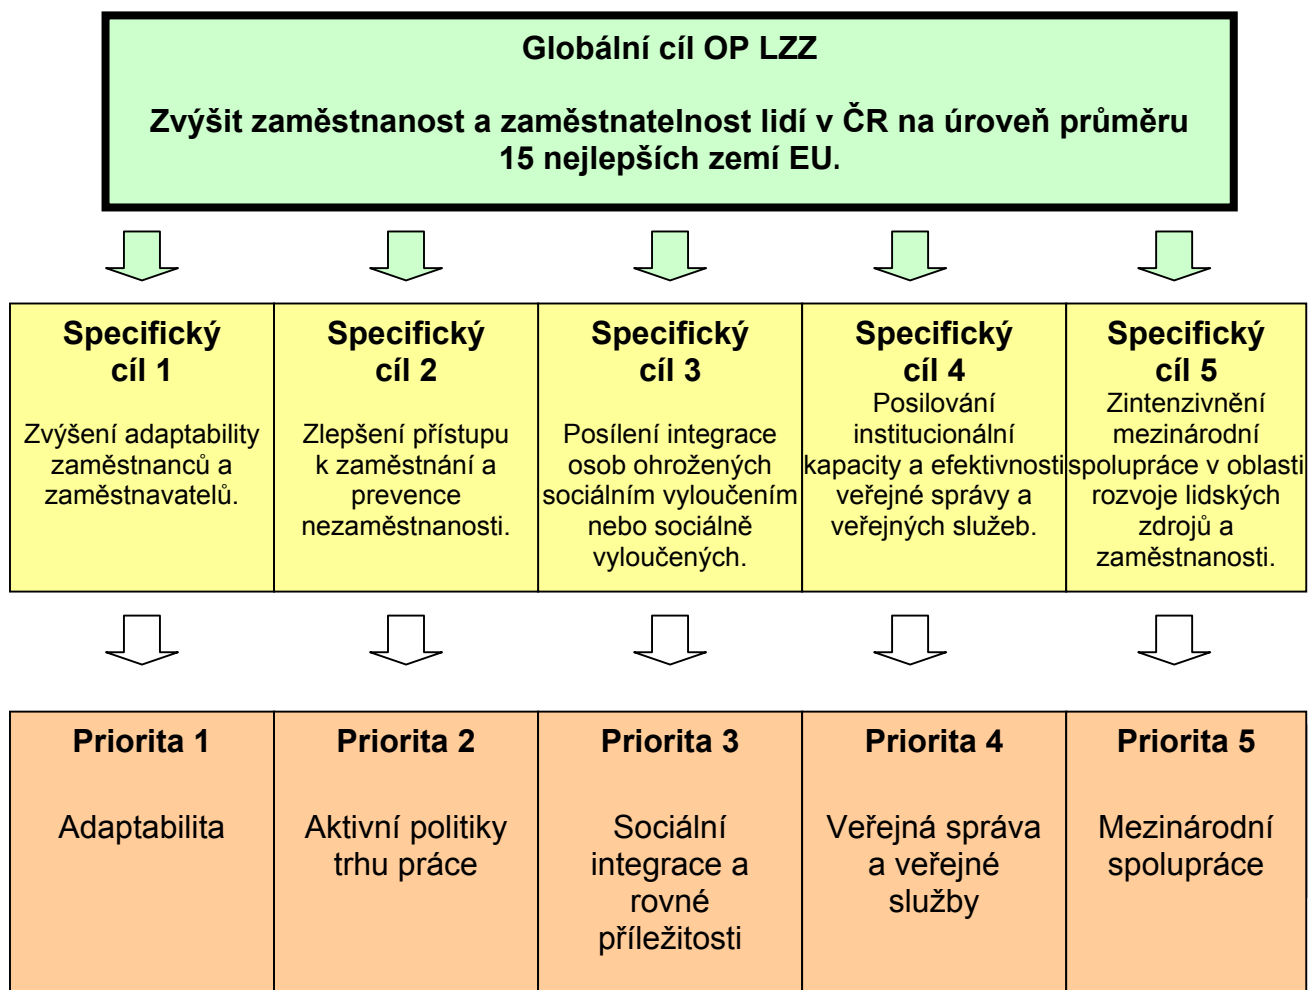 Globální cíl OP LZZ
Zvýšit zaměstnanost a zaměstnatelnost lidí v ČR na úroveň průměru
15 nejlepších zemí EU.
Specifický
cíl 1
Zvýšení adaptability
zaměstnanců a
zaměstnavatelů.
Specifický
cíl 2
Zlepšení přístupu
k zaměstnání a
prevence
nezaměstnanosti.
Specifický
cíl 3
Posílení integrace
osob ohrožených
sociálním vyloučením
nebo sociálně
vyloučených.
Specifický
cíl 4
Posilování
institucionální
kapacity a efektivnosti
veřejné správy a
veřejných služeb.
Specifický
cíl 5
Zintenzivnění
mezinárodní
spolupráce v oblasti
rozvoje lidských
zdrojů a
zaměstnanosti.
Priorita 1
Adaptabilita
Priorita 2
Aktivní politiky
trhu práce
Priorita 3
Sociální
integrace a
rovné
příležitosti
Priorita 4
Veřejná správa
a veřejné
služby
Priorita 5
Mezinárodní
spolupráce